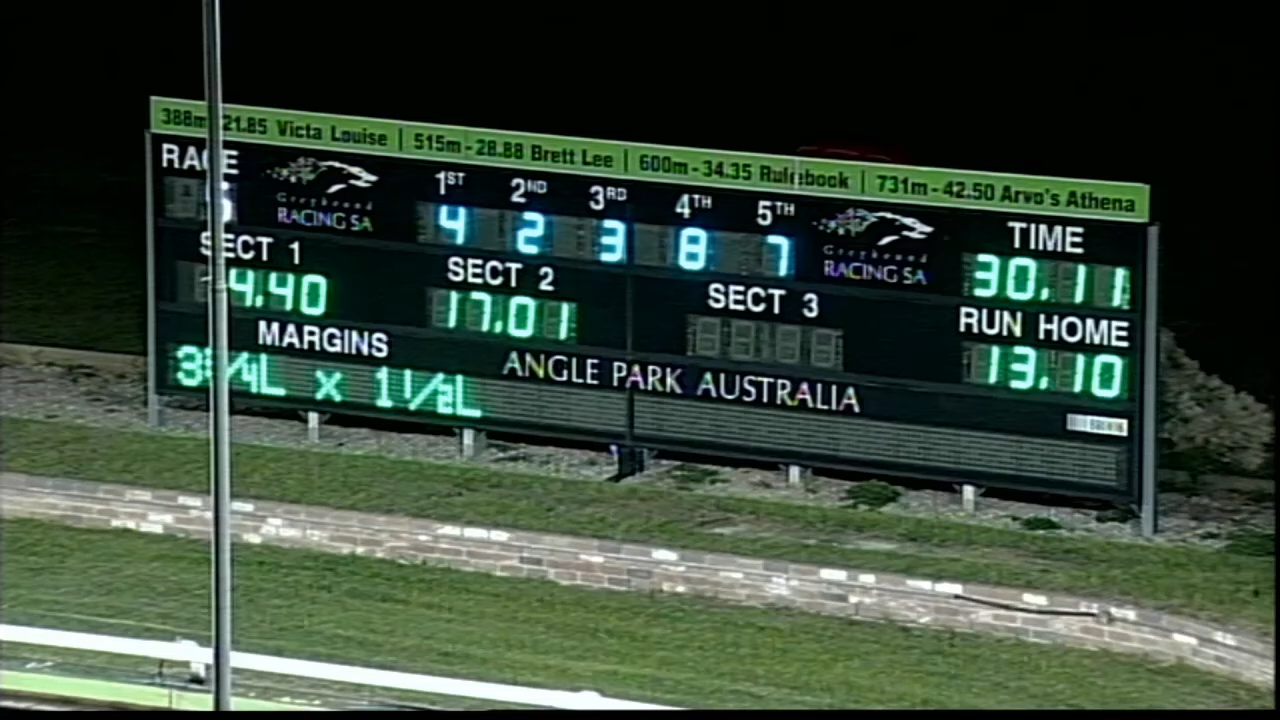 388m - 21.85 Victa Louise | 515m - 28.88 Brett Lee | 600m - 34.35 Rulebook | 731m - 42.50 Arvo's Athena
RACE
Greyhound
RACING SA
1ST 2ND 3RD 4TH 5TH
4 2 3 8 7
Greyhound
RACING SA
TIME
30.11
SECT 1
4.40
SECT 2
17.01
SECT 3
RUN HOME
13.10
MARGINS
ANGLE PARK AUSTRALIA
x 1 1/2L